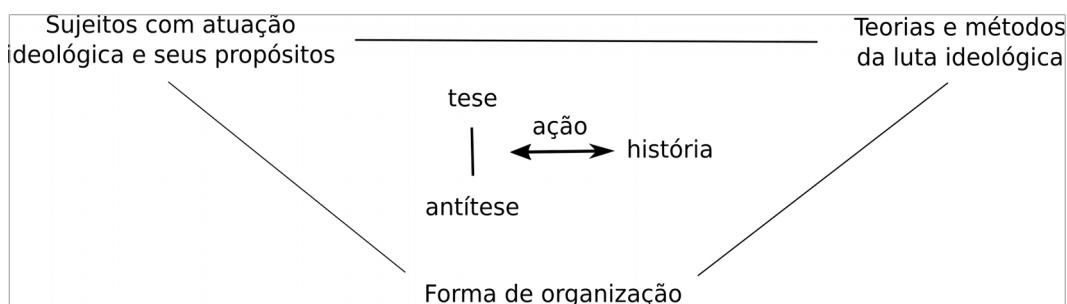 Sujeitos com atuação
ideológica e seus propósitos
Teorias e métodos
da luta ideológica
tese
ação
história
antítese
Forma de organização